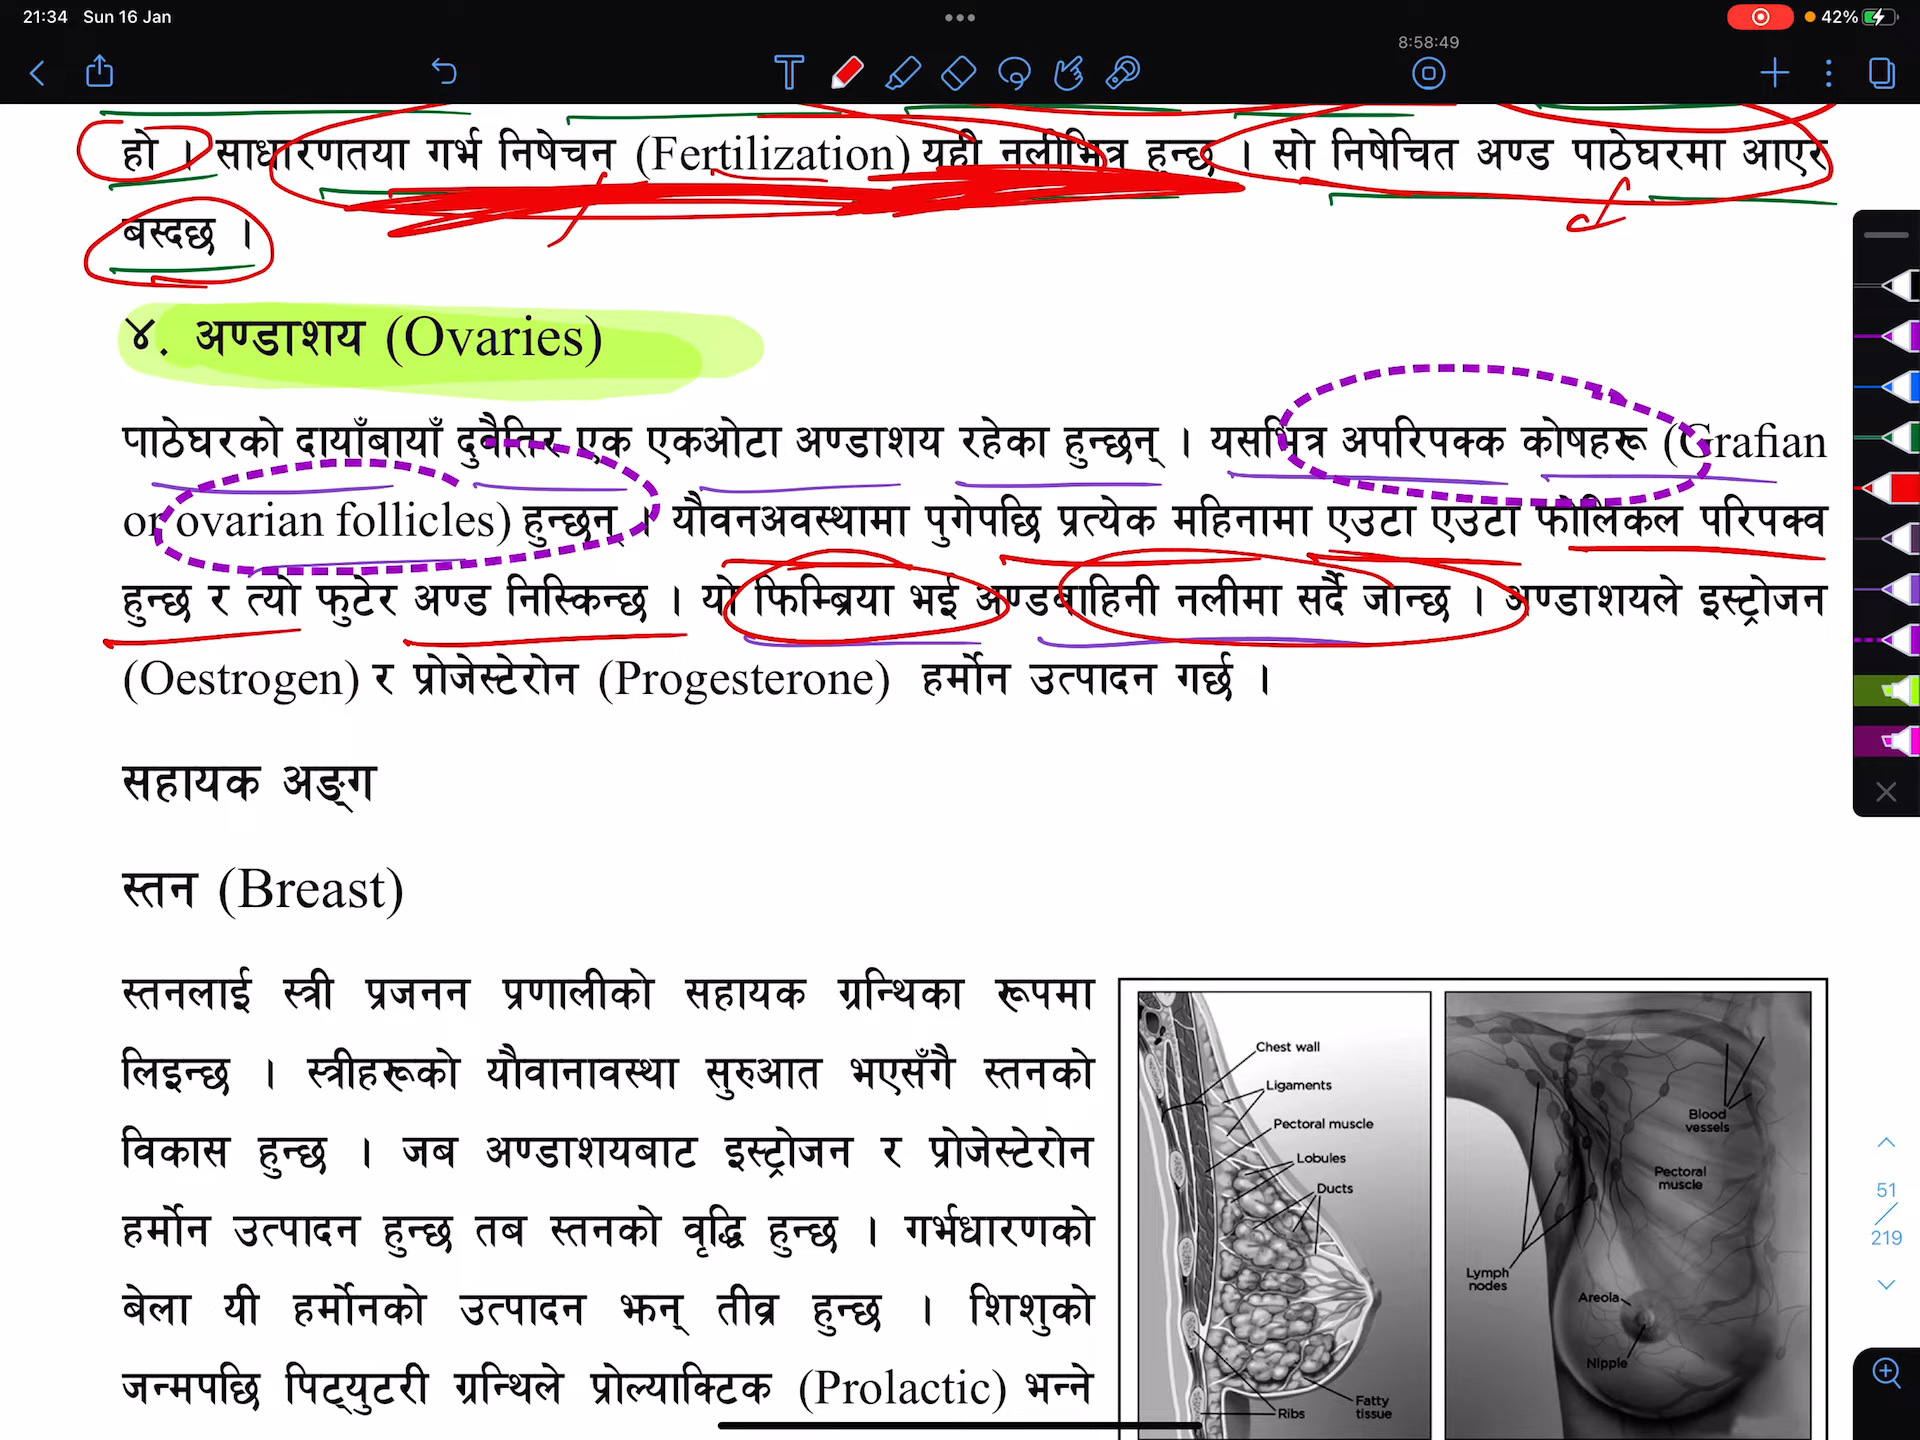 21:34 Sun 16 Jan
42%
8:58:49
हो । साधारणतया गर्भ निषेचन (Fertilization) यही नलीभित्र हुन्छ । सो निषेचित अण्ड पाठेघरमा आएर
बस्दछ ।
४. अण्डाशय (Ovaries)
पाठेघरको दायाँबायाँ दुवैतिर एक एकओटा अण्डाशय रहेका हुन्छन् । यसभित्र अपरिपक्क कोषहरू (Grafian
or ovarian follicles) हुन्छन् । यौवनअवस्थामा पुगेपछि प्रत्येक महिनामा एउटा एउटा फोलिकल परिपक्व
हुन्छ र त्यो फुटेर अण्ड निस्किन्छ । यो फिम्ब्रिया भई अण्डबाहिनी नलीमा सर्दै जान्छ । अण्डाशयले इस्ट्रोजन
(Oestrogen) र प्रोजेस्टेरोन (Progesterone) हर्मोन उत्पादन गर्छ ।
सहायक अङ्ग
स्तन (Breast)
स्तनलाई स्त्री प्रजनन प्रणालीको सहायक ग्रन्थिका रूपमा
लिइन्छ । स्त्रीहरूको यौवानावस्था सुरुआत भएसँगै स्तनको
विकास हुन्छ । जब अण्डाशयबाट इस्ट्रोजन र प्रोजेस्टेरोन
हर्मोन उत्पादन हुन्छ तब स्तनको वृद्धि हुन्छ । गर्भधारणको
बेला यी हर्मोनको उत्पादन झन् तीव्र हुन्छ । शिशुको
जन्मपछि पिट्युटरी ग्रन्थिले प्रोल्याक्टिक (Prolactic) भन्ने
Chest wall
Ligaments
Pectoral muscle
Lobules
Ducts
Fatty
tissue
Ribs
Blood
vessels
Pectoral
muscle
Lymph
nodes
Areola
Nipple
51
219